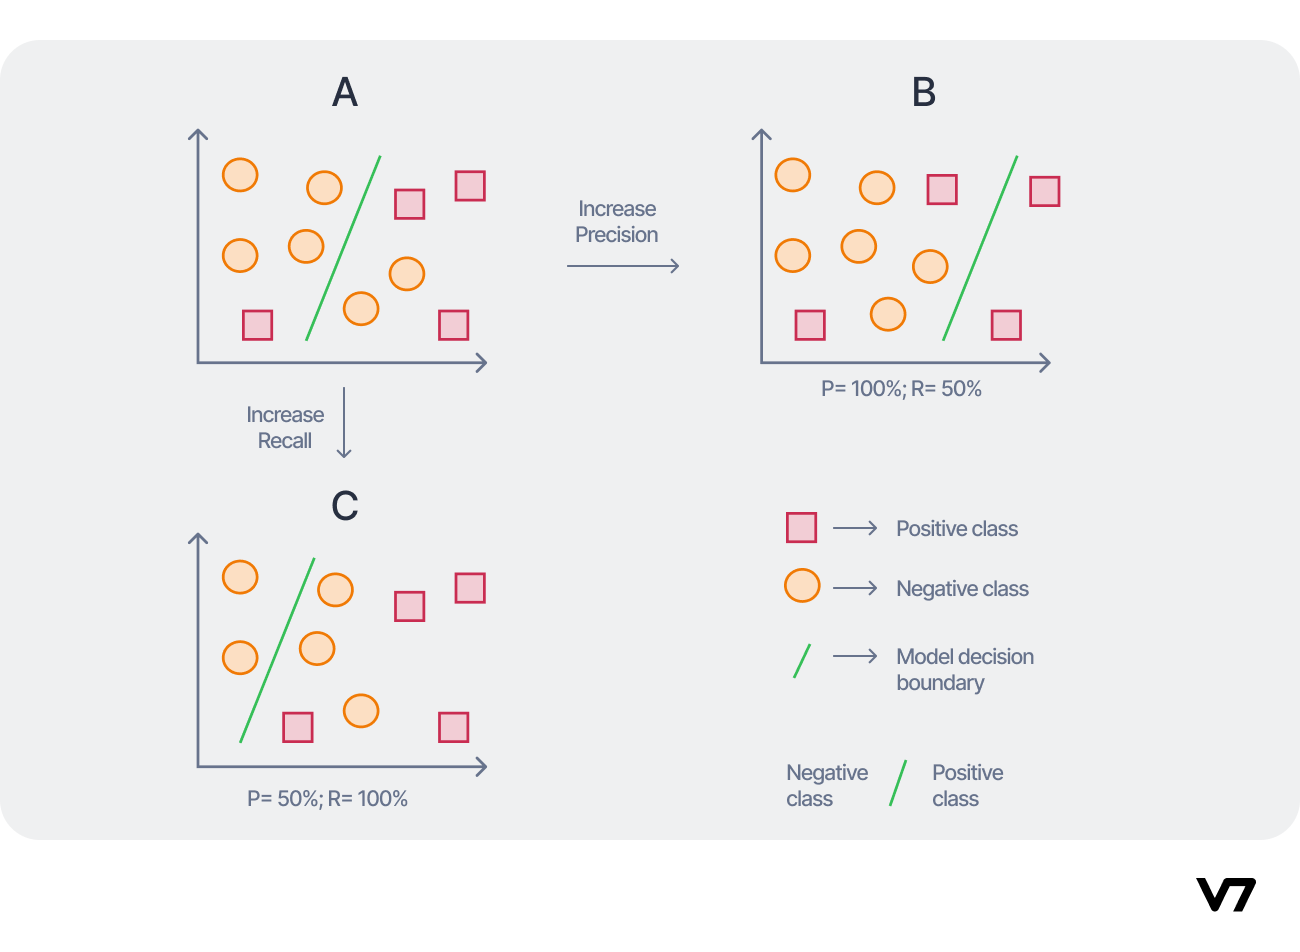 A
B
Increase
Precision
P= 100%; R= 50%
Increase
Recall
C
P= 50%; R= 100%
Positive class
Negative class
Model decision
boundary
Negative
class
Positive
class
V7